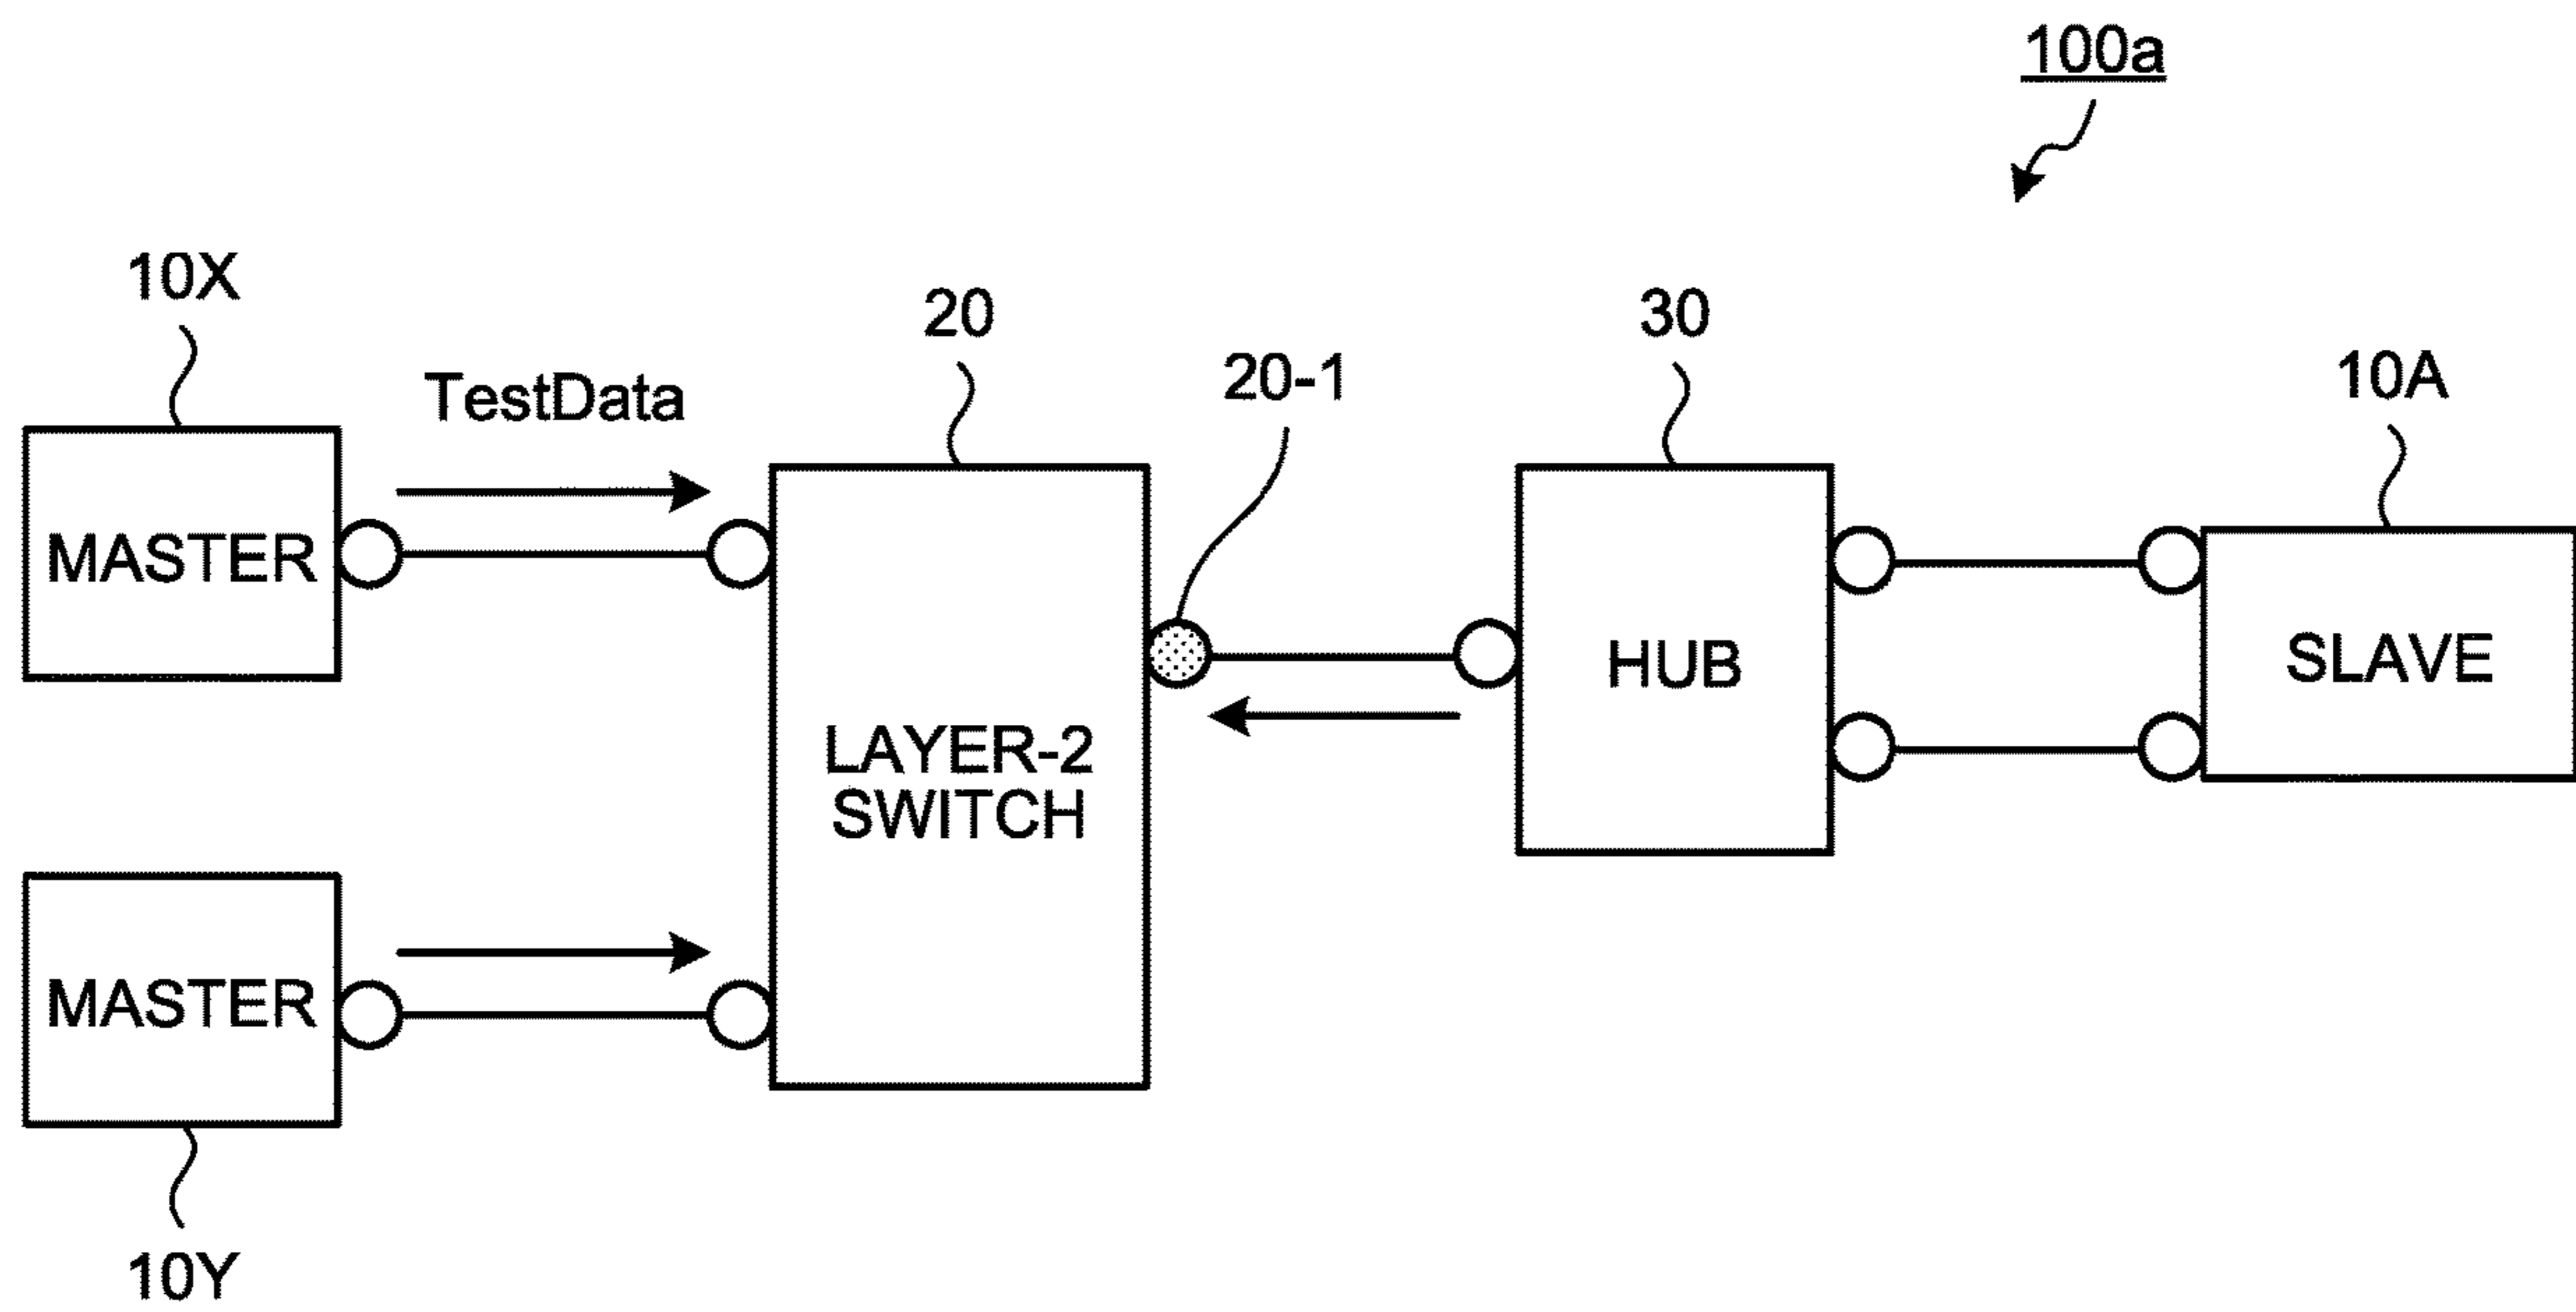 100a
10X
20
30
20-1
10A
TestData
MASTER
HUB
SLAVE
LAYER-2
SWITCH
MASTER
10Y